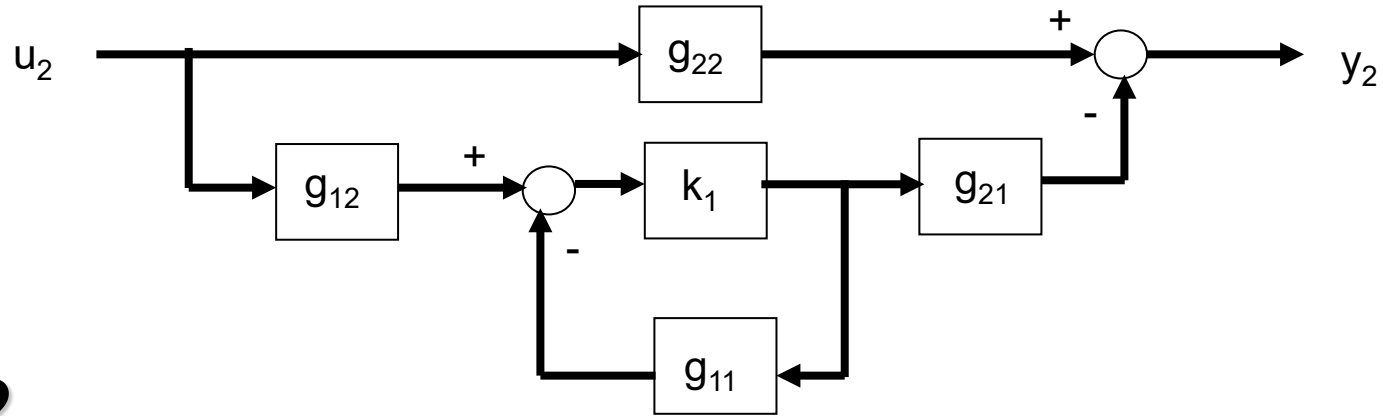 u₂
g₂₂
+
y₂
-
g₁₂
+
k₁
g₂₁
-
g₁₁